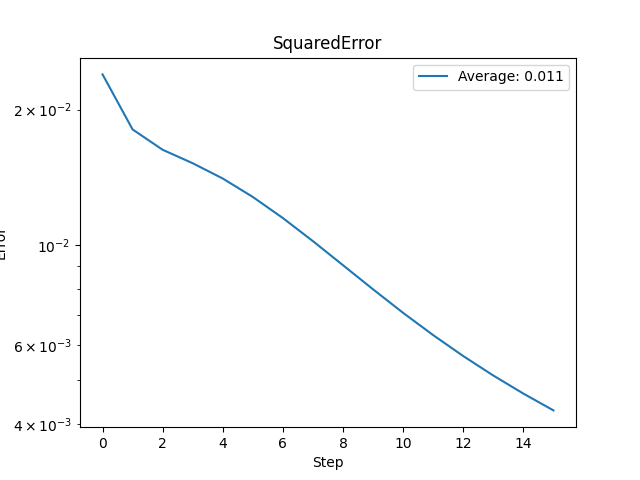 SquaredError
Average: 0.011
2 × 10⁻²
10⁻²
6 × 10⁻³
4 × 10⁻³
Error
0 2 4 6 8 10 12 14
Step